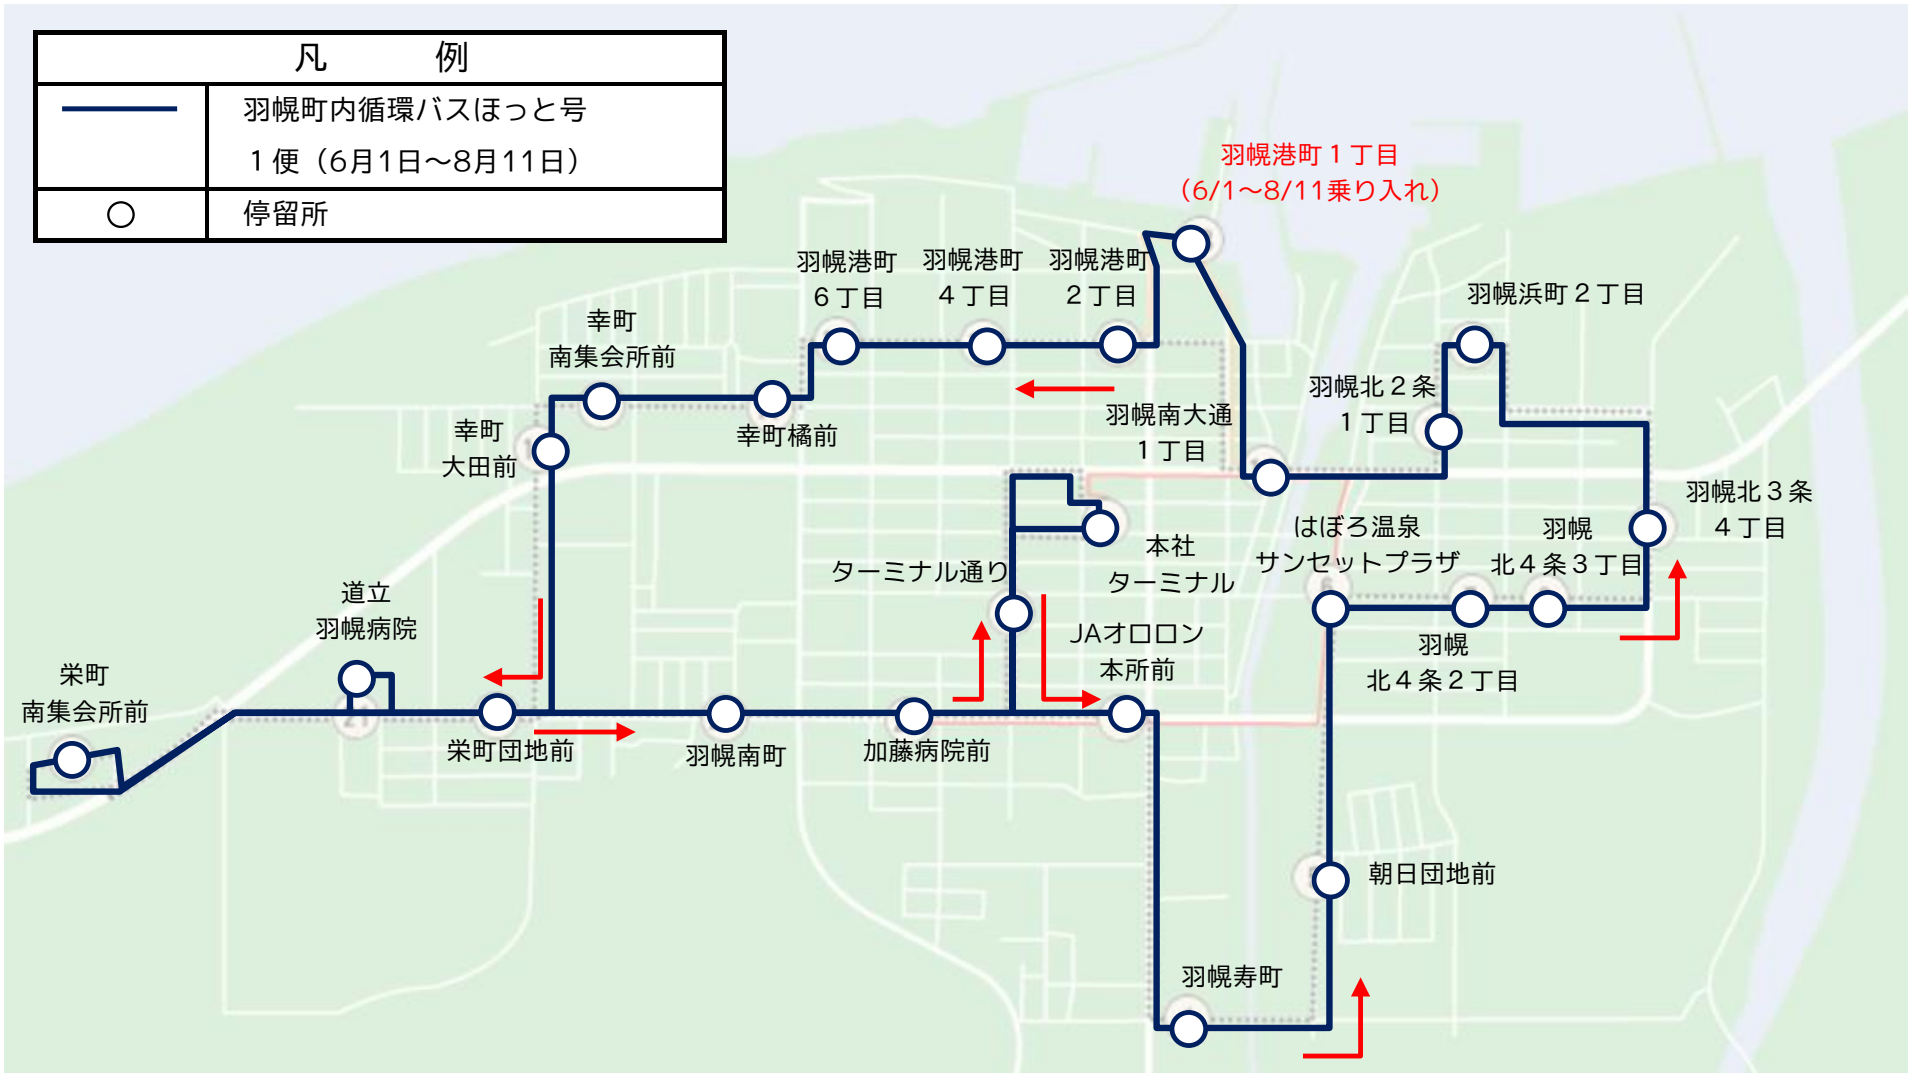 凡　例
羽幌町内循環バスほっと号
１便（6月1日～8月11日）
停留所
羽幌港町１丁目
（6/1～8/11乗り入れ）
羽幌港町
６丁目
羽幌港町
４丁目
羽幌港町
２丁目
羽幌浜町２丁目
幸町
南集会所前
羽幌北２条
１丁目
幸町橋前
羽幌南大通
１丁目
幸町
大田前
羽幌北３条
４丁目
はぼろ温泉
サンセットプラザ
羽幌
北４条３丁目
本社
ターミナル
ターミナル通り
道立
羽幌病院
JAオロロン
本所前
羽幌
北４条２丁目
栄町
南集会所前
栄町団地前
羽幌南町
加藤病院前
朝日団地前
羽幌寿町